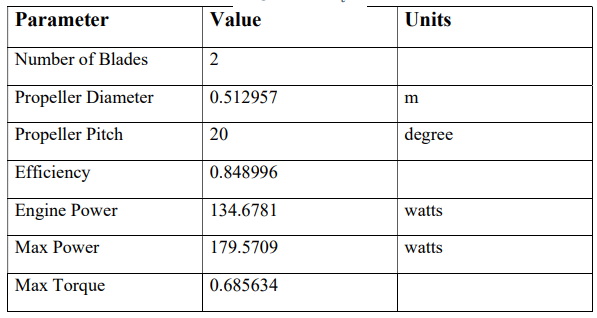 Parameter Value Units
Number of Blades 2
Propeller Diameter 0.512957 m
Propeller Pitch 20 degree
Efficiency 0.848996
Engine Power 134.6781 watts
Max Power 179.5709 watts
Max Torque 0.685634